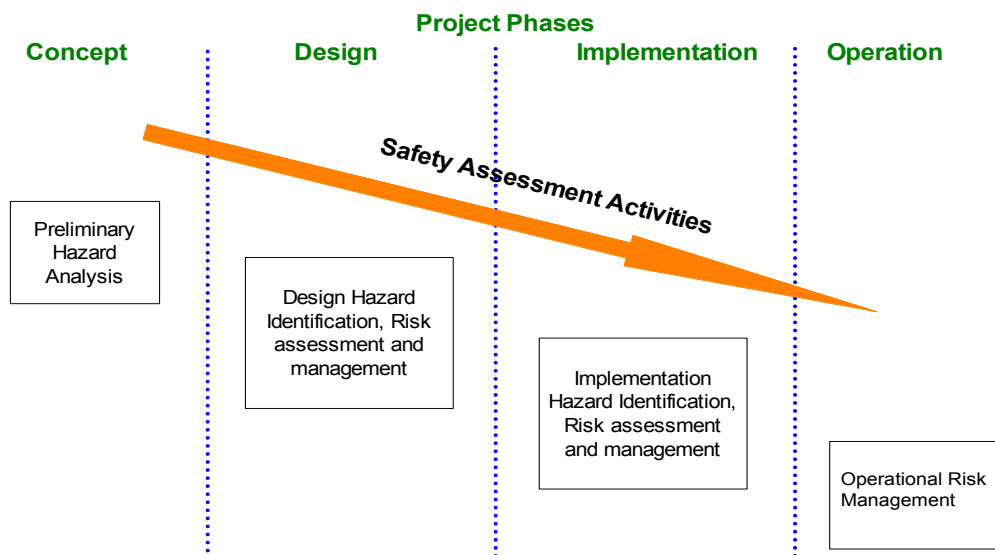 Project Phases
Concept
Design
Implementation
Operation
Safety Assessment Activities
Preliminary
Hazard
Analysis
Design Hazard
Identification, Risk
assessment and
management
Implementation
Hazard Identification,
Risk assessment
and management
Operational Risk
Management